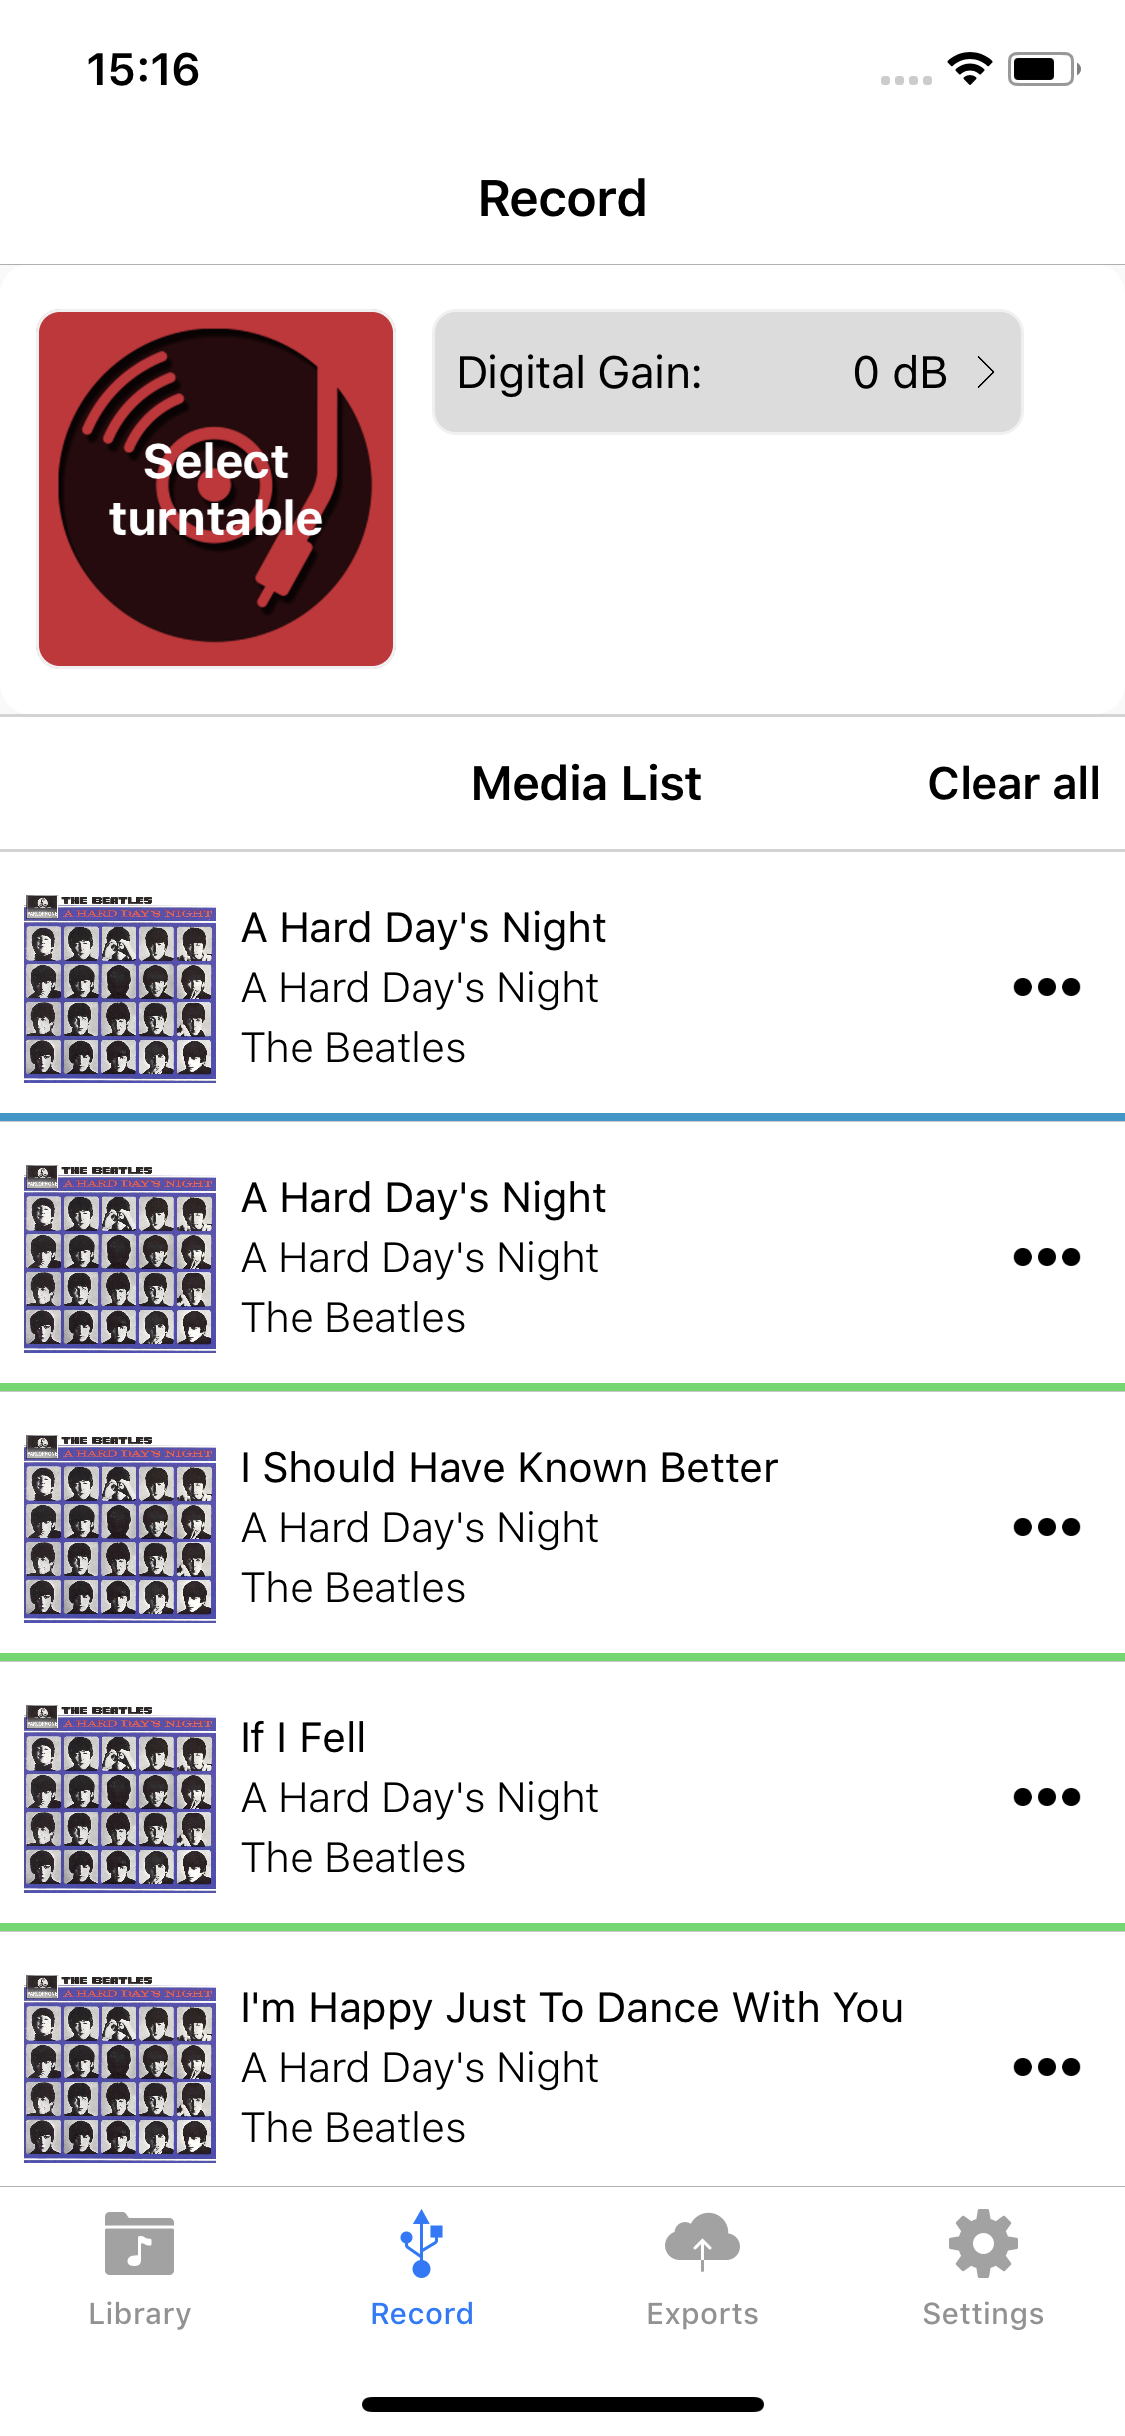 15:16
Record
Select
turntable
Digital Gain: 0 dB
Media List Clear all
THE BEATLES
A HARD DAY'S NIGHT
A Hard Day's Night
A Hard Day's Night
The Beatles
THE BEATLES
A HARD DAY'S NIGHT
A Hard Day's Night
A Hard Day's Night
The Beatles
THE BEATLES
A HARD DAY'S NIGHT
I Should Have Known Better
A Hard Day's Night
The Beatles
THE BEATLES
A HARD DAY'S NIGHT
If I Fell
A Hard Day's Night
The Beatles
THE BEATLES
A HARD DAY'S NIGHT
I'm Happy Just To Dance With You
A Hard Day's Night
The Beatles
Library Record Exports Settings